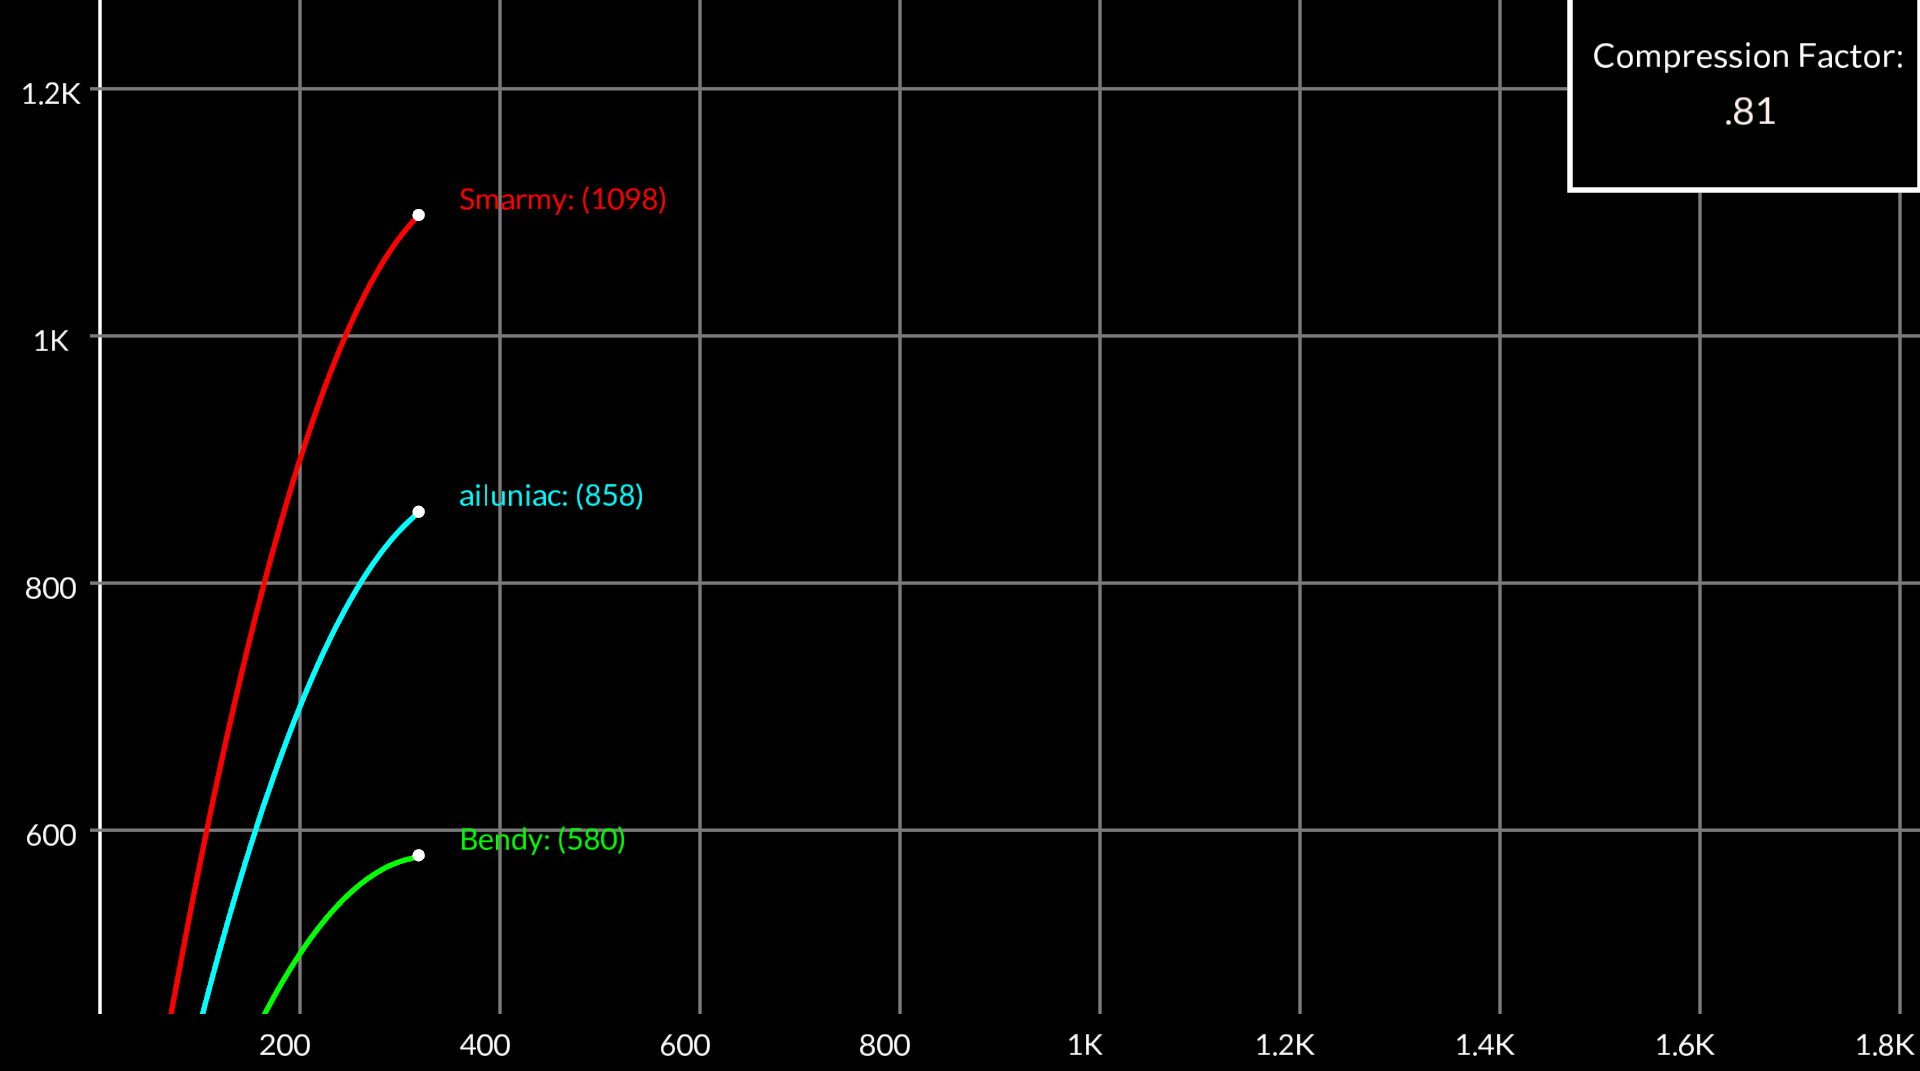 Compression Factor:
.81
1.2K
Smarmy: (1098)
1K
ailuniac: (858)
800
Bendy: (580)
600
200 400 600 800 1K 1.2K 1.4K 1.6K 1.8K